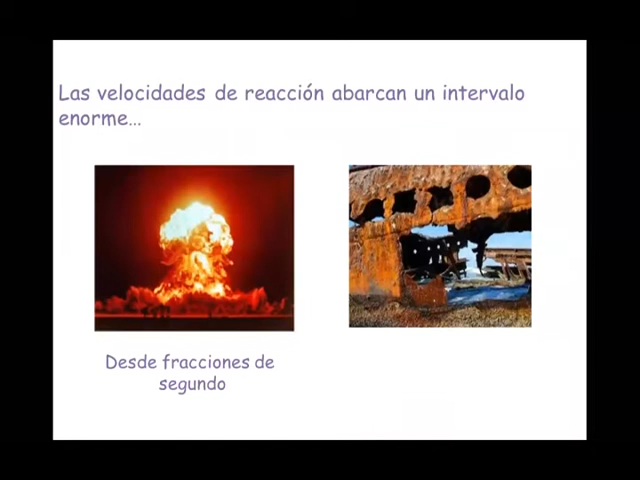 Las velocidades de reacción abarcan un intervalo
enorme...
Desde fracciones de
segundo